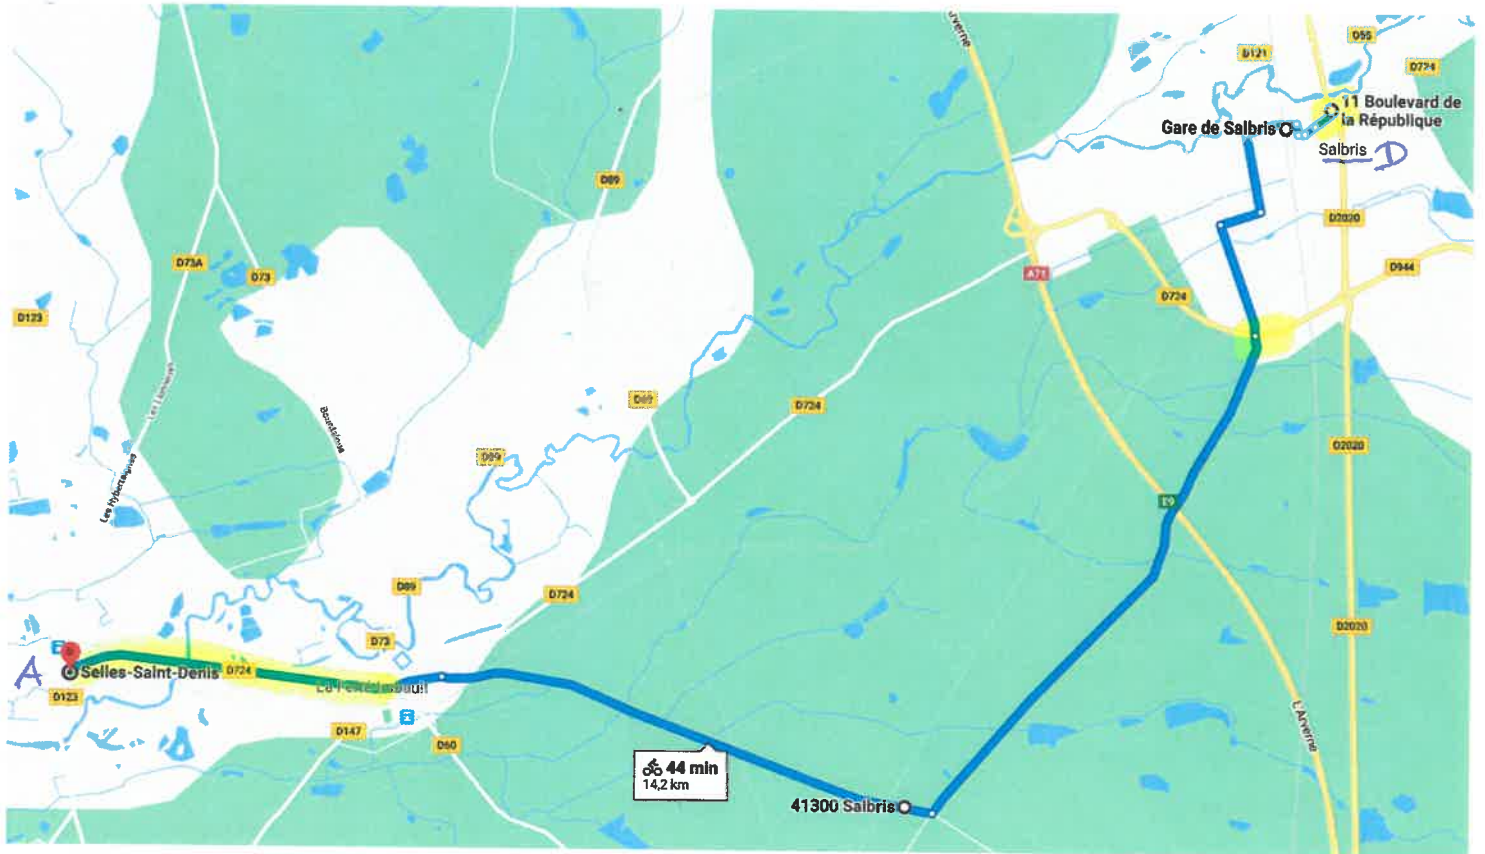 D55
D121
D724
11 Boulevard de
la République
Gare de Salbris
Salbris D
D89
D2020
D73A
D73
A71
D944
D724
D123
D724
D89
D2020
D89
E9
D89
D724
D2020
D73
A
Selles-Saint-Denis
D724
D123
D147
D60
L'Arverne
44 min
14,2 km
41300 Salbris